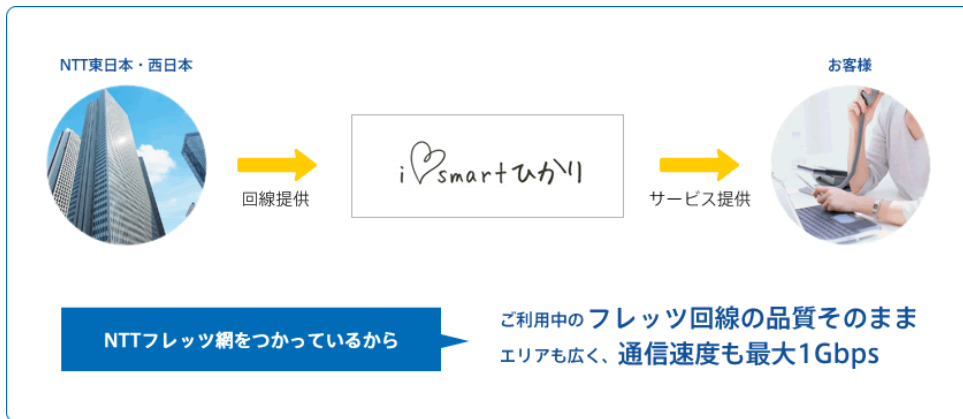 NTT東日本・西日本
お客様
i♡smartひかり
回線提供
サービス提供
NTTフレッツ網をつかっているから
ご利用中のフレッツ回線の品質そのまま
エリアも広く、通信速度も最大1Gbps